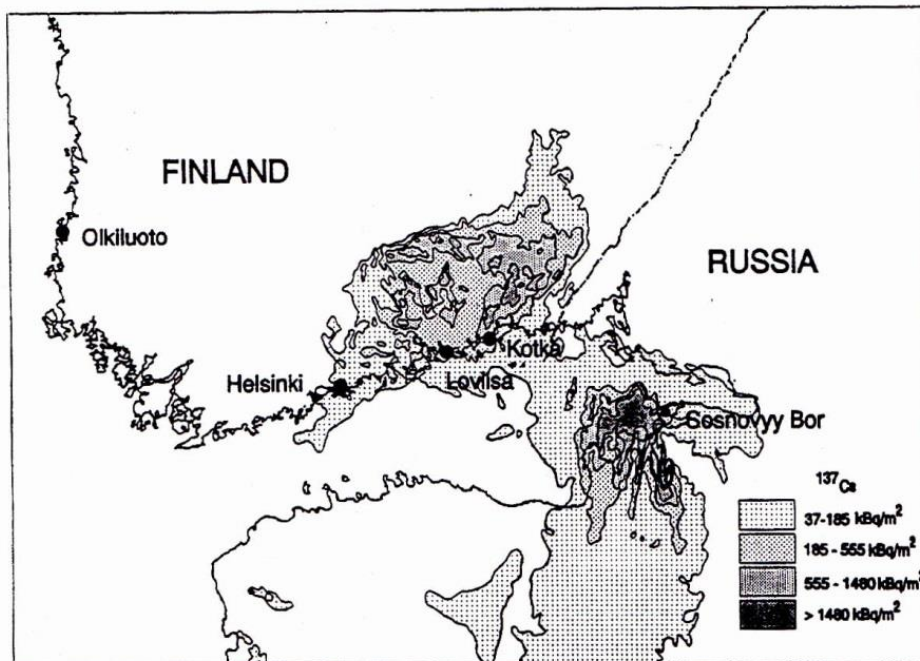 FINLAND
Olkiluoto
RUSSIA
Kotka
Helsinki
Loviisa
Sosnovyy Bor
137Cs
37-185 kBq/m2
185 - 555 kBq/m2
555 - 1480 kBq/m2
> 1480 kBq/m2